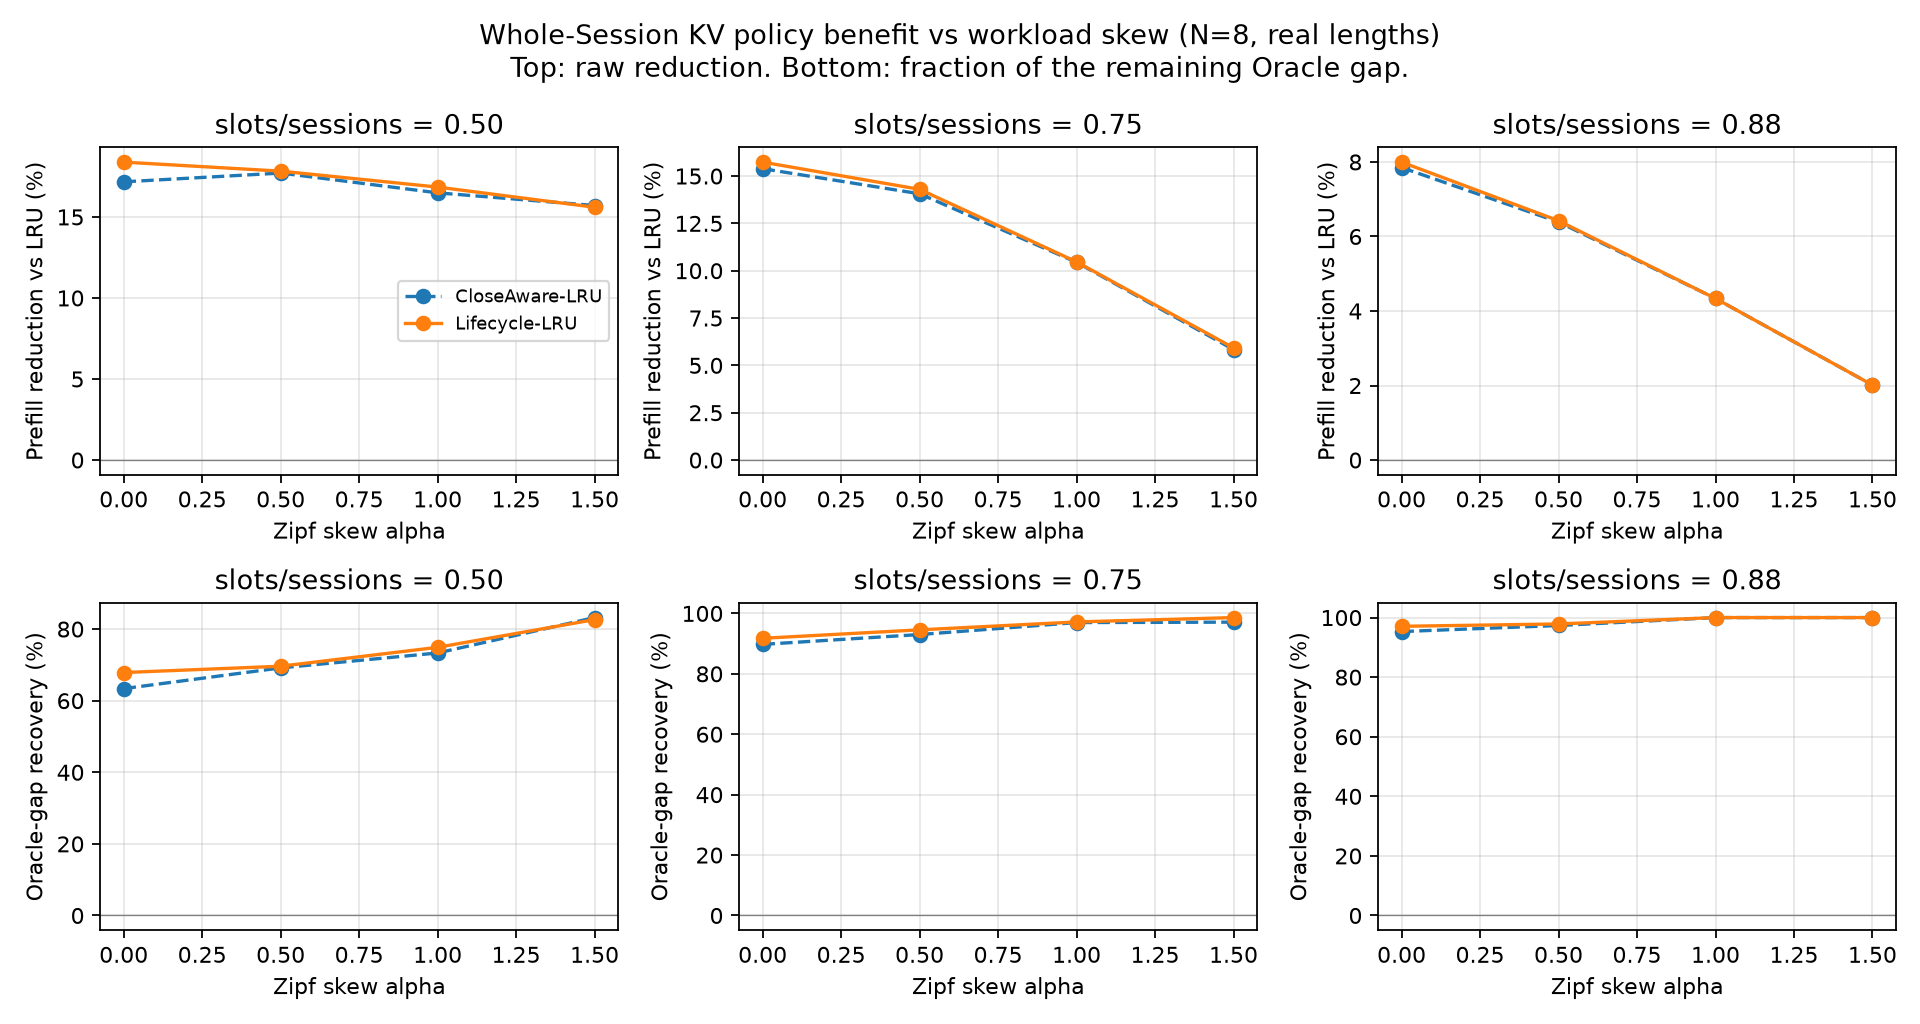 Whole-Session KV policy benefit vs workload skew (N=8, real lengths)
Top: raw reduction. Bottom: fraction of the remaining Oracle gap.
slots/sessions = 0.50
Prefill reduction vs LRU (%)
15
10
5
0
CloseAware-LRU
Lifecycle-LRU
0.00 0.25 0.50 0.75 1.00 1.25 1.50
Zipf skew alpha
slots/sessions = 0.75
Prefill reduction vs LRU (%)
15.0
12.5
10.0
7.5
5.0
2.5
0.0
0.00 0.25 0.50 0.75 1.00 1.25 1.50
Zipf skew alpha
slots/sessions = 0.88
Prefill reduction vs LRU (%)
8
6
4
2
0
0.00 0.25 0.50 0.75 1.00 1.25 1.50
Zipf skew alpha
slots/sessions = 0.50
Oracle-gap recovery (%)
80
60
40
20
0
0.00 0.25 0.50 0.75 1.00 1.25 1.50
Zipf skew alpha
slots/sessions = 0.75
Oracle-gap recovery (%)
100
80
60
40
20
0
0.00 0.25 0.50 0.75 1.00 1.25 1.50
Zipf skew alpha
slots/sessions = 0.88
Oracle-gap recovery (%)
100
80
60
40
20
0
0.00 0.25 0.50 0.75 1.00 1.25 1.50
Zipf skew alpha